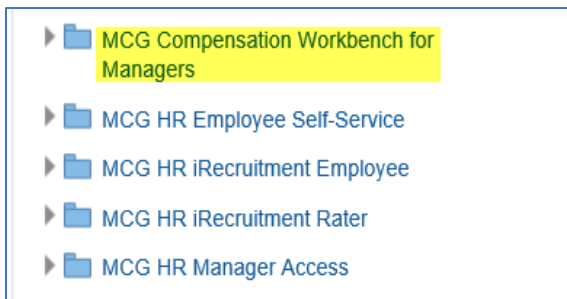 MCG Compensation Workbench for
Managers
MCG HR Employee Self-Service
MCG HR iRecruitment Employee
MCG HR iRecruitment Rater
MCG HR Manager Access